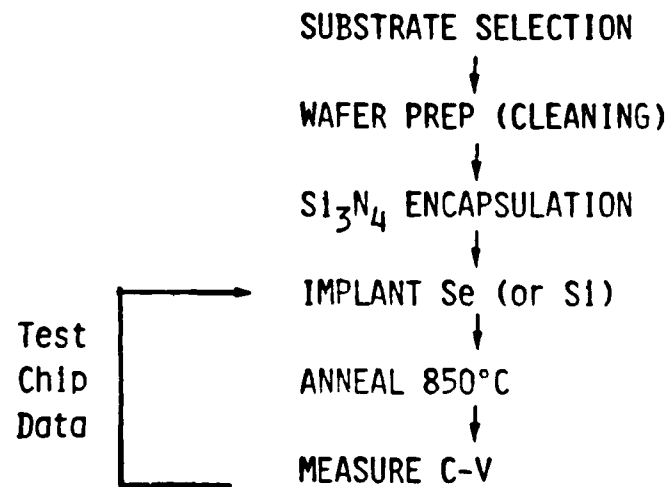 SUBSTRATE SELECTION
WAFER PREP (CLEANING)
Si₃N₄ ENCAPSULATION
IMPLANT Se (or Si)
ANNEAL 850°C
MEASURE C-V
Test
Chip
Data